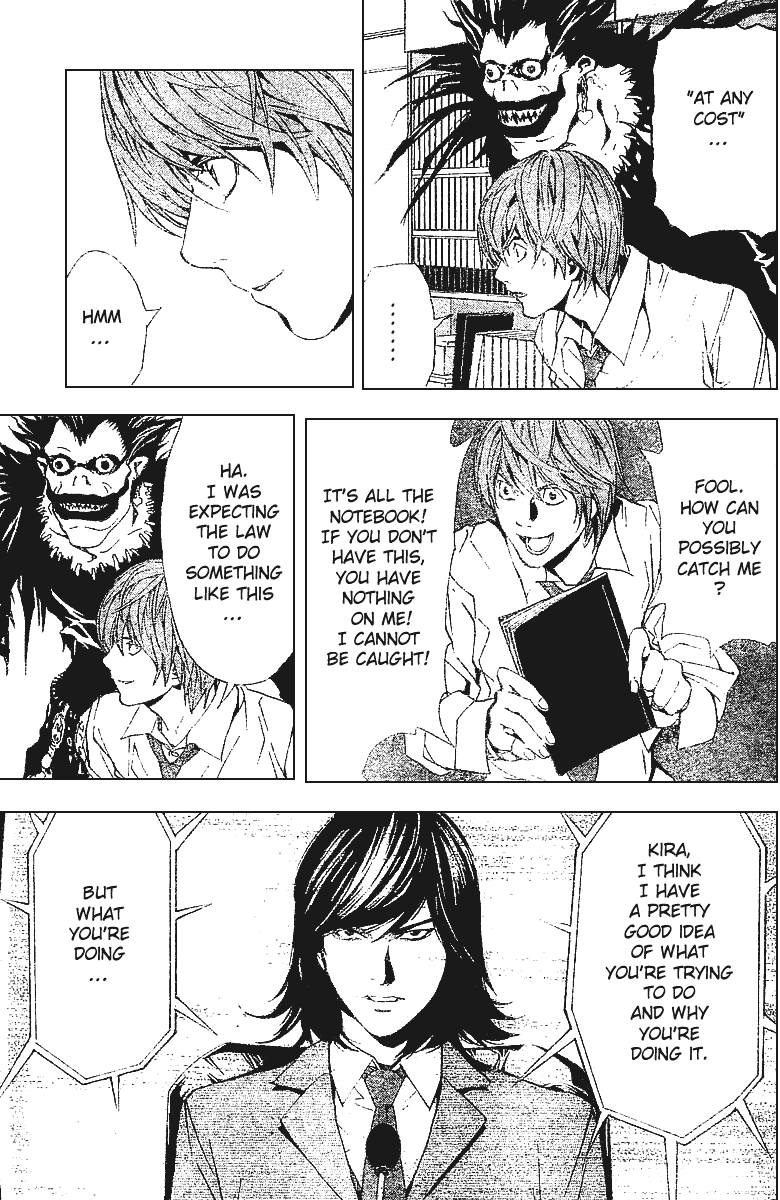 "AT ANY
COST"
...
........
HMM
...
FOOL.
HOW CAN
YOU
POSSIBLY
CATCH ME
?
IT'S ALL THE
NOTEBOOK!
IF YOU DON'T
HAVE THIS,
YOU HAVE
NOTHING
ON ME!
I CANNOT
BE CAUGHT!
HA.
I WAS
EXPECTING
THE LAW
TO DO
SOMETHING
LIKE THIS
...
KIRA,
I THINK
I HAVE
A PRETTY
GOOD IDEA
OF WHAT
YOU'RE TRYING
TO DO
AND WHY
YOU'RE
DOING IT.
BUT
WHAT
YOU'RE
DOING
...